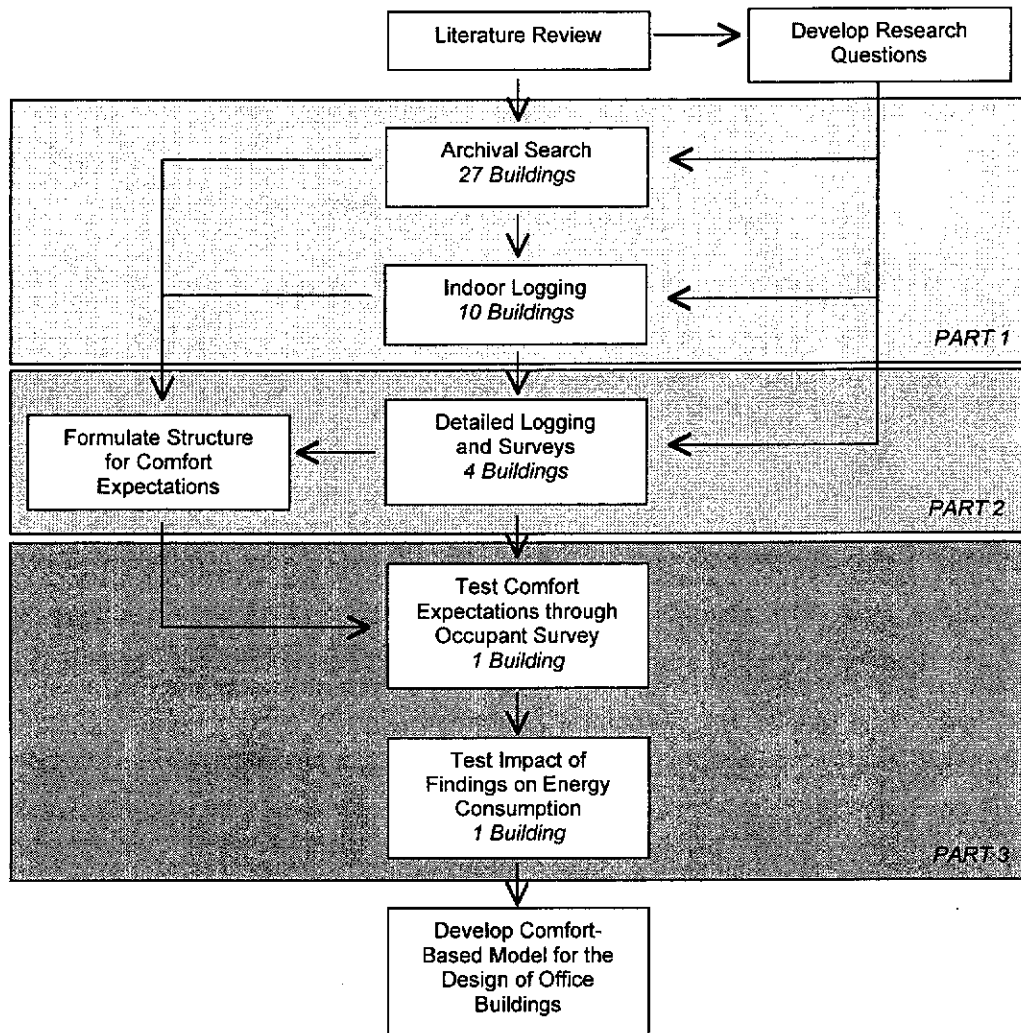 Literature Review
Develop Research
Questions
Archival Search
27 Buildings
Indoor Logging
10 Buildings
PART 1
Formulate Structure
for Comfort
Expectations
Detailed Logging
and Surveys
4 Buildings
PART 2
Test Comfort
Expectations through
Occupant Survey
1 Building
Test Impact of
Findings on Energy
Consumption
1 Building
PART 3
Develop Comfort-
Based Model for the
Design of Office
Buildings